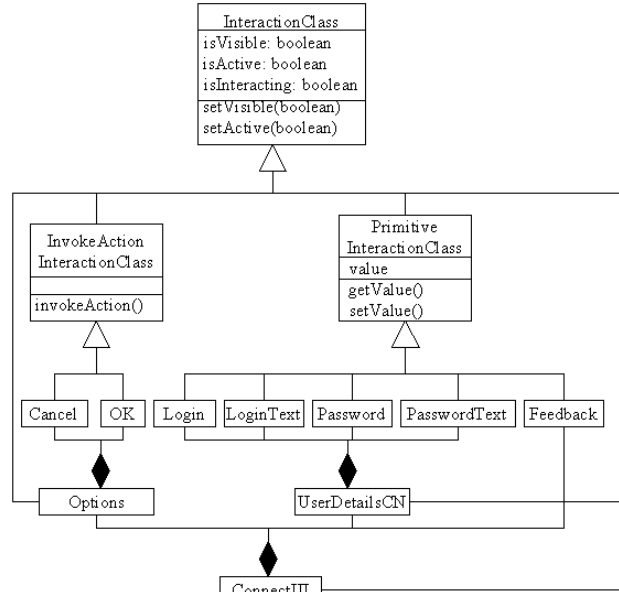 InteractionClass
isVisible: boolean
isActive: boolean
isInteracting: boolean
setVisible(boolean)
setActive(boolean)
InvokeAction
InteractionClass
invokeAction()
Primitive
InteractionClass
value
getValue()
setValue()
Cancel
OK
Login
LoginText
Password
PasswordText
Feedback
Options
UserDetailsCN
ConnectUI